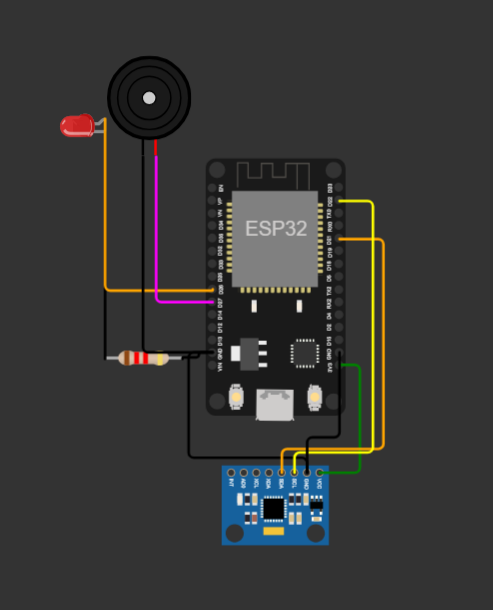 EN
VP
VN
D34
D35
D32
D33
D25
D26
D27
D14
D12
D13
GND
VIN
ESP32
D23
D22
TX0
RX0
D21
D19
D18
D5
TX2
RX2
D4
D2
D15
GND
3V3
INT AD0 XCL XDA SDA SCL GND VCC